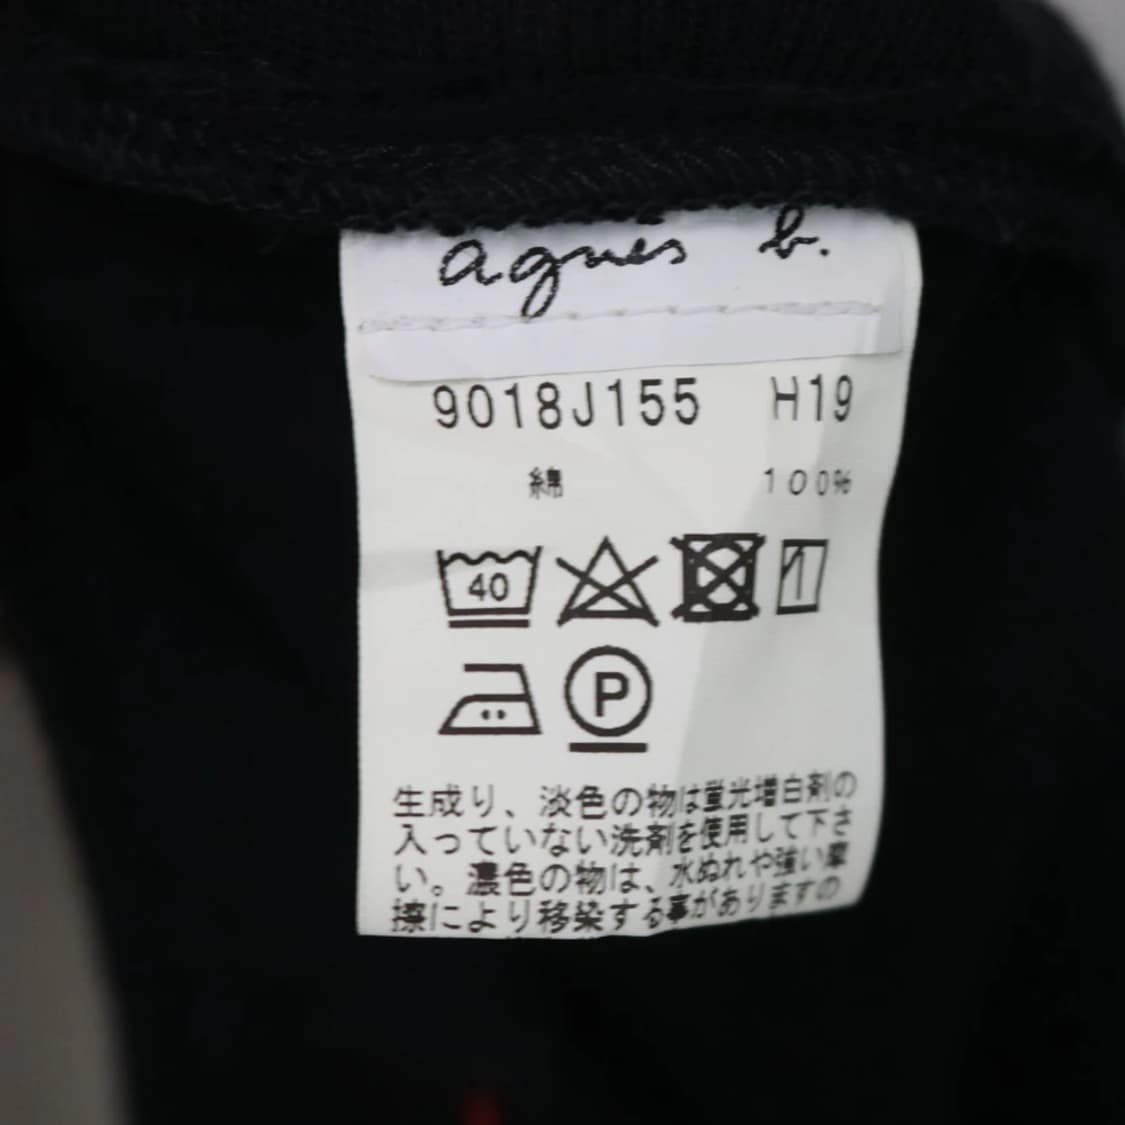 agnès b.
9018J155 H19
綿 100%
40
P
生成り、淡色の物は蛍光増白剤の
入っていない洗剤を使用して下さ
い。濃色の物は、水ぬれや強い摩
擦により移染する事がありますの